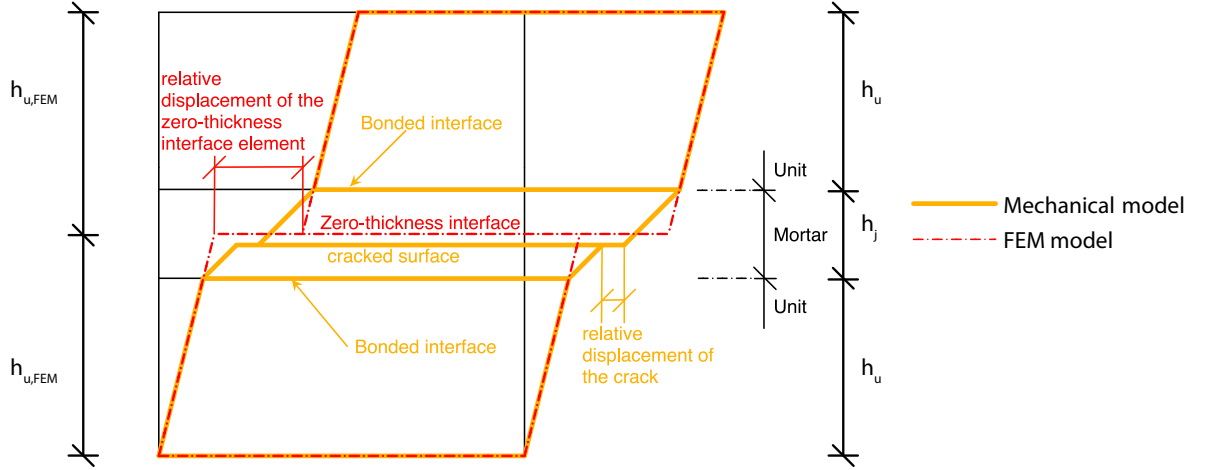 relative
displacement of the
zero-thickness
interface element
h_u,FEM
Bonded interface
h_u
Unit
Zero-thickness interface
Mortar
h_j
Mechanical model
FEM model
cracked surface
Unit
Bonded interface
relative
displacement of
the crack
h_u,FEM
h_u